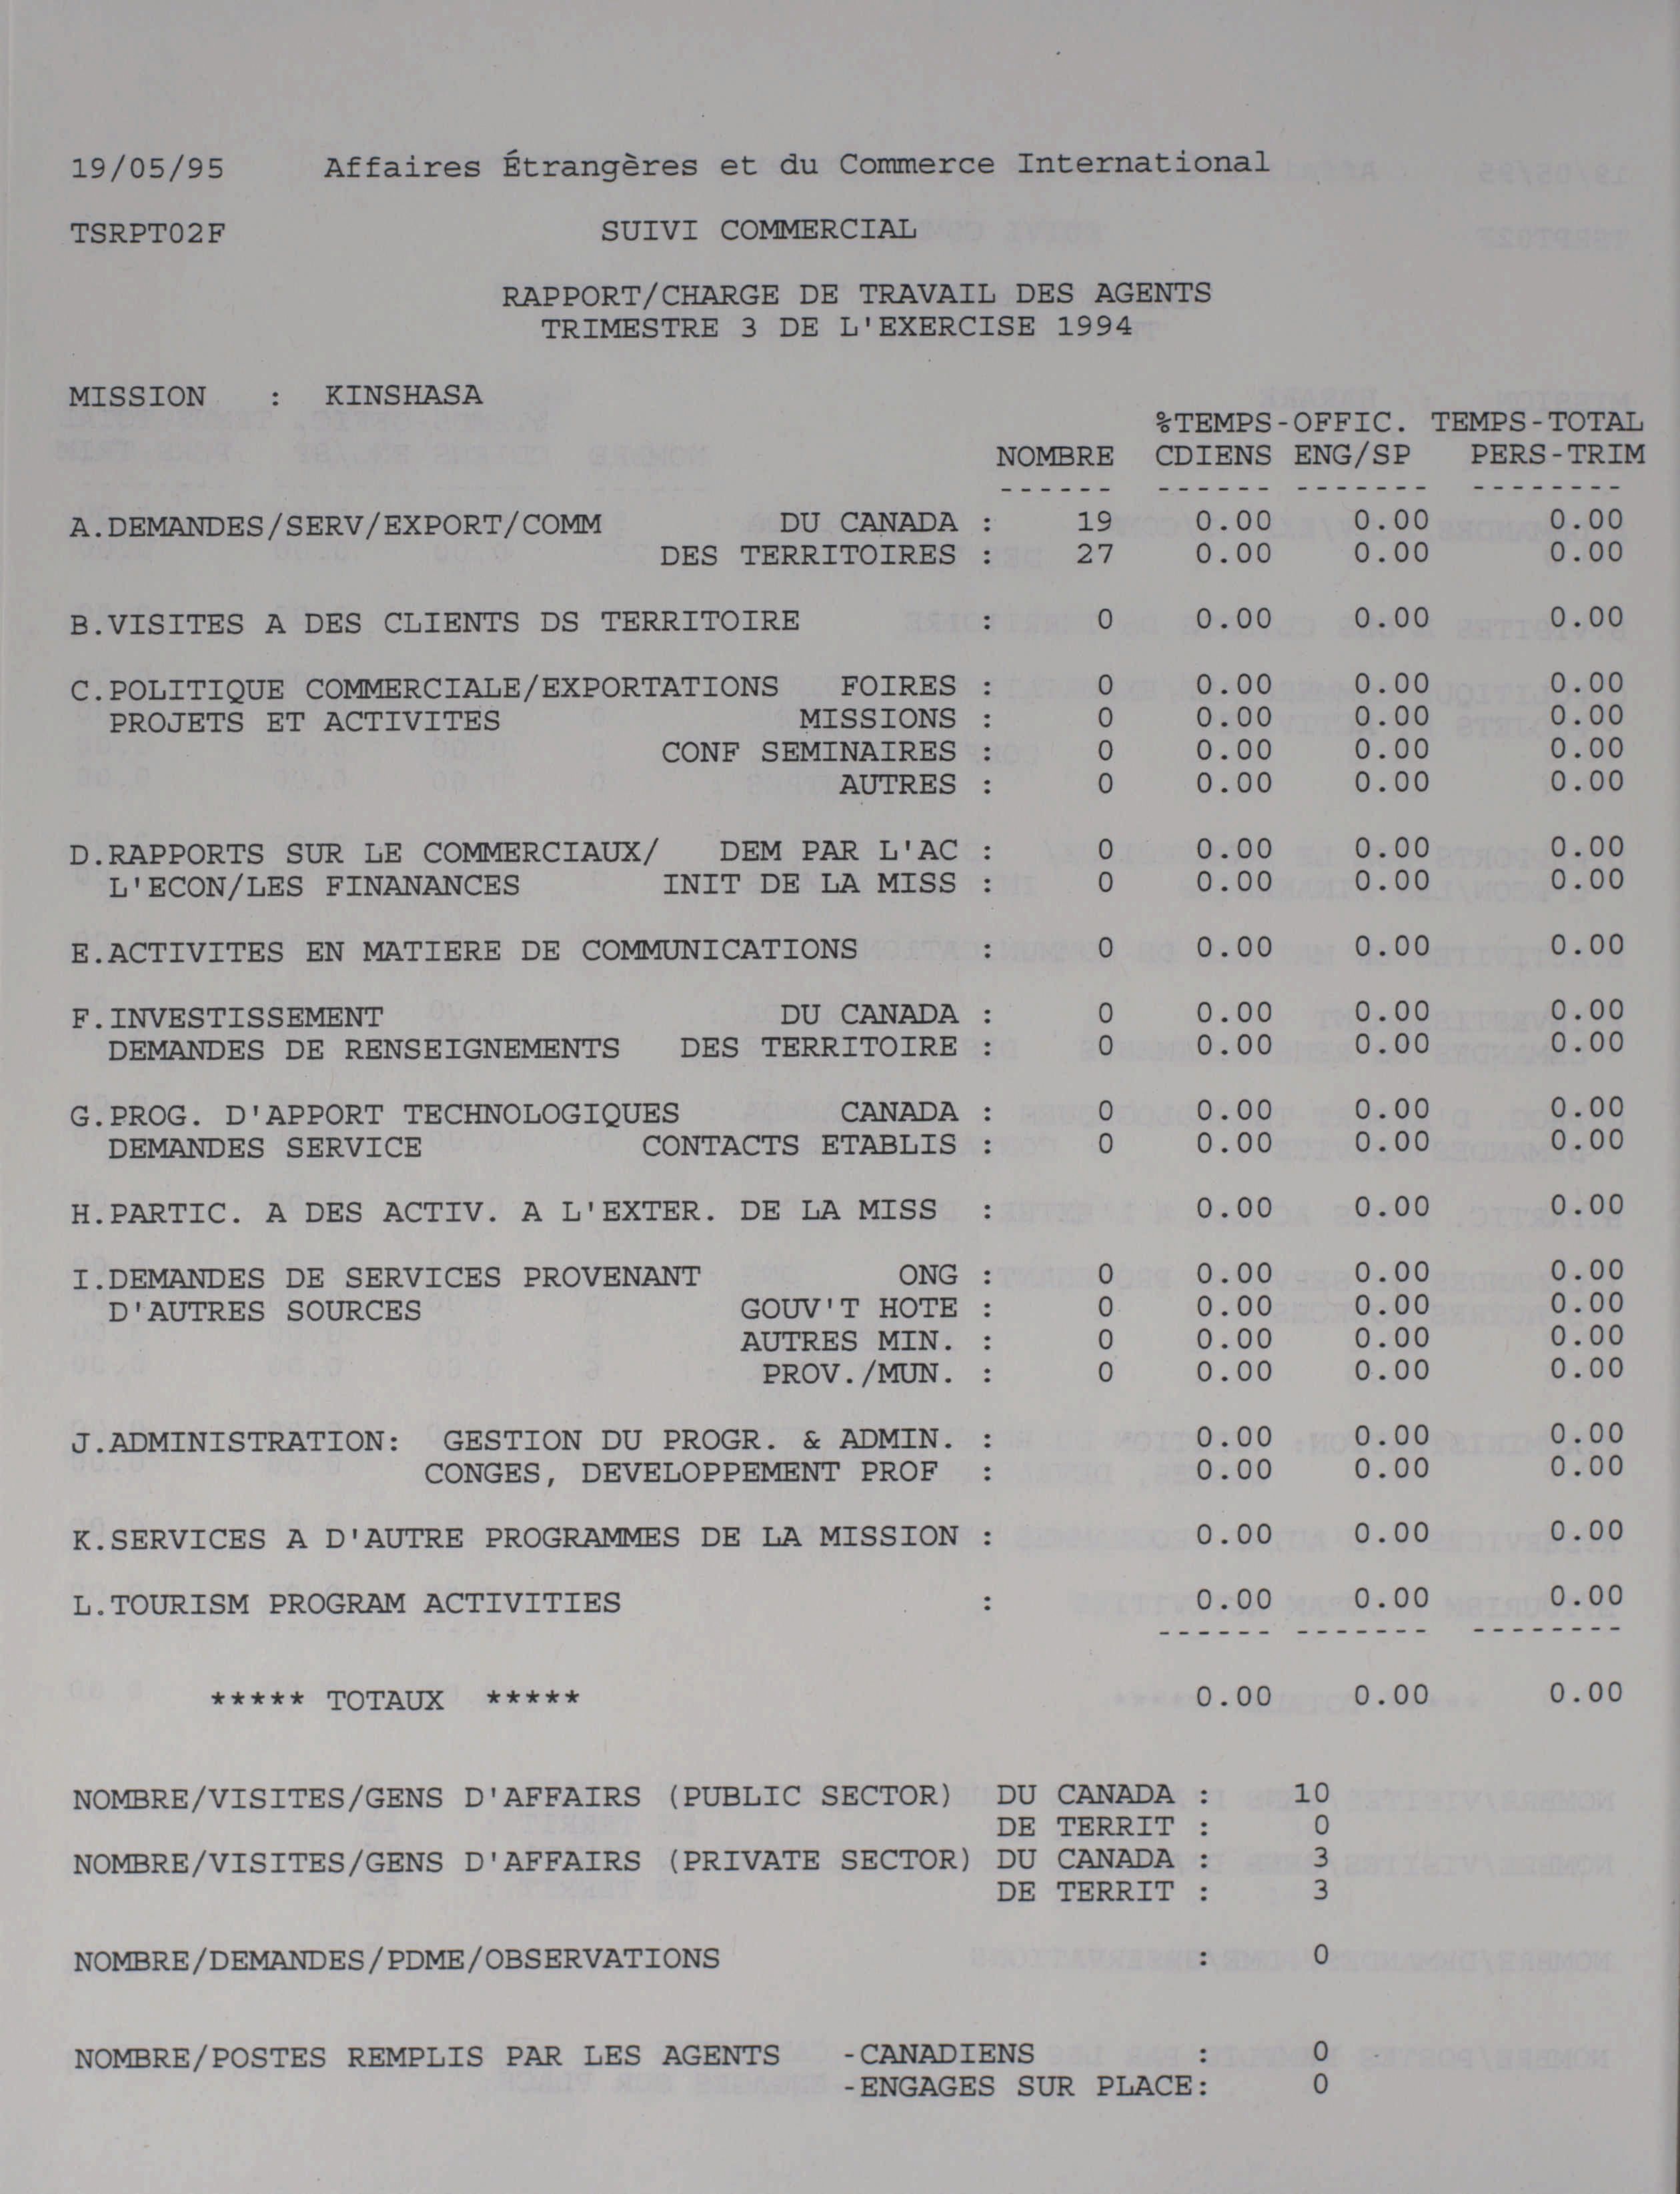 19/05/95 Affaires Étrangères et du Commerce International
TSRPT02F SUIVI COMMERCIAL
RAPPORT/CHARGE DE TRAVAIL DES AGENTS
TRIMESTRE 3 DE L'EXERCISE 1994
MISSION : KINSHASA
%TEMPS-OFFIC. TEMPS-TOTAL
NOMBRE CDIENS ENG/SP PERS-TRIM
------ ------ ------- --------
A.DEMANDES/SERV/EXPORT/COMM DU CANADA : 19 0.00 0.00 0.00
DES TERRITOIRES : 27 0.00 0.00 0.00
B.VISITES A DES CLIENTS DS TERRITOIRE : 0 0.00 0.00 0.00
C.POLITIQUE COMMERCIALE/EXPORTATIONS FOIRES : 0 0.00 0.00 0.00
PROJETS ET ACTIVITES MISSIONS : 0 0.00 0.00 0.00
CONF SEMINAIRES : 0 0.00 0.00 0.00
AUTRES : 0 0.00 0.00 0.00
D.RAPPORTS SUR LE COMMERCIAUX/ DEM PAR L'AC : 0 0.00 0.00 0.00
L'ECON/LES FINANANCES INIT DE LA MISS : 0 0.00 0.00 0.00
E.ACTIVITES EN MATIERE DE COMMUNICATIONS : 0 0.00 0.00 0.00
F.INVESTISSEMENT DU CANADA : 0 0.00 0.00 0.00
DEMANDES DE RENSEIGNEMENTS DES TERRITOIRE : 0 0.00 0.00 0.00
G.PROG. D'APPORT TECHNOLOGIQUES CANADA : 0 0.00 0.00 0.00
DEMANDES SERVICE CONTACTS ETABLIS : 0 0.00 0.00 0.00
H.PARTIC. A DES ACTIV. A L'EXTER. DE LA MISS : 0.00 0.00 0.00
I.DEMANDES DE SERVICES PROVENANT ONG : 0 0.00 0.00 0.00
D'AUTRES SOURCES GOUV'T HOTE : 0 0.00 0.00 0.00
AUTRES MIN. : 0 0.00 0.00 0.00
PROV./MUN. : 0 0.00 0.00 0.00
J.ADMINISTRATION: GESTION DU PROGR. & ADMIN. : 0.00 0.00 0.00
CONGES, DEVELOPPEMENT PROF : 0.00 0.00 0.00
K.SERVICES A D'AUTRE PROGRAMMES DE LA MISSION : 0.00 0.00 0.00
L.TOURISM PROGRAM ACTIVITIES : 0.00 0.00 0.00
------ ------- --------
***** TOTAUX ***** 0.00 0.00 0.00
NOMBRE/VISITES/GENS D'AFFAIRS (PUBLIC SECTOR) DU CANADA : 10
DE TERRIT : 0
NOMBRE/VISITES/GENS D'AFFAIRS (PRIVATE SECTOR) DU CANADA : 3
DE TERRIT : 3
NOMBRE/DEMANDES/PDME/OBSERVATIONS : 0
NOMBRE/POSTES REMPLIS PAR LES AGENTS -CANADIENS : 0
-ENGAGES SUR PLACE: 0